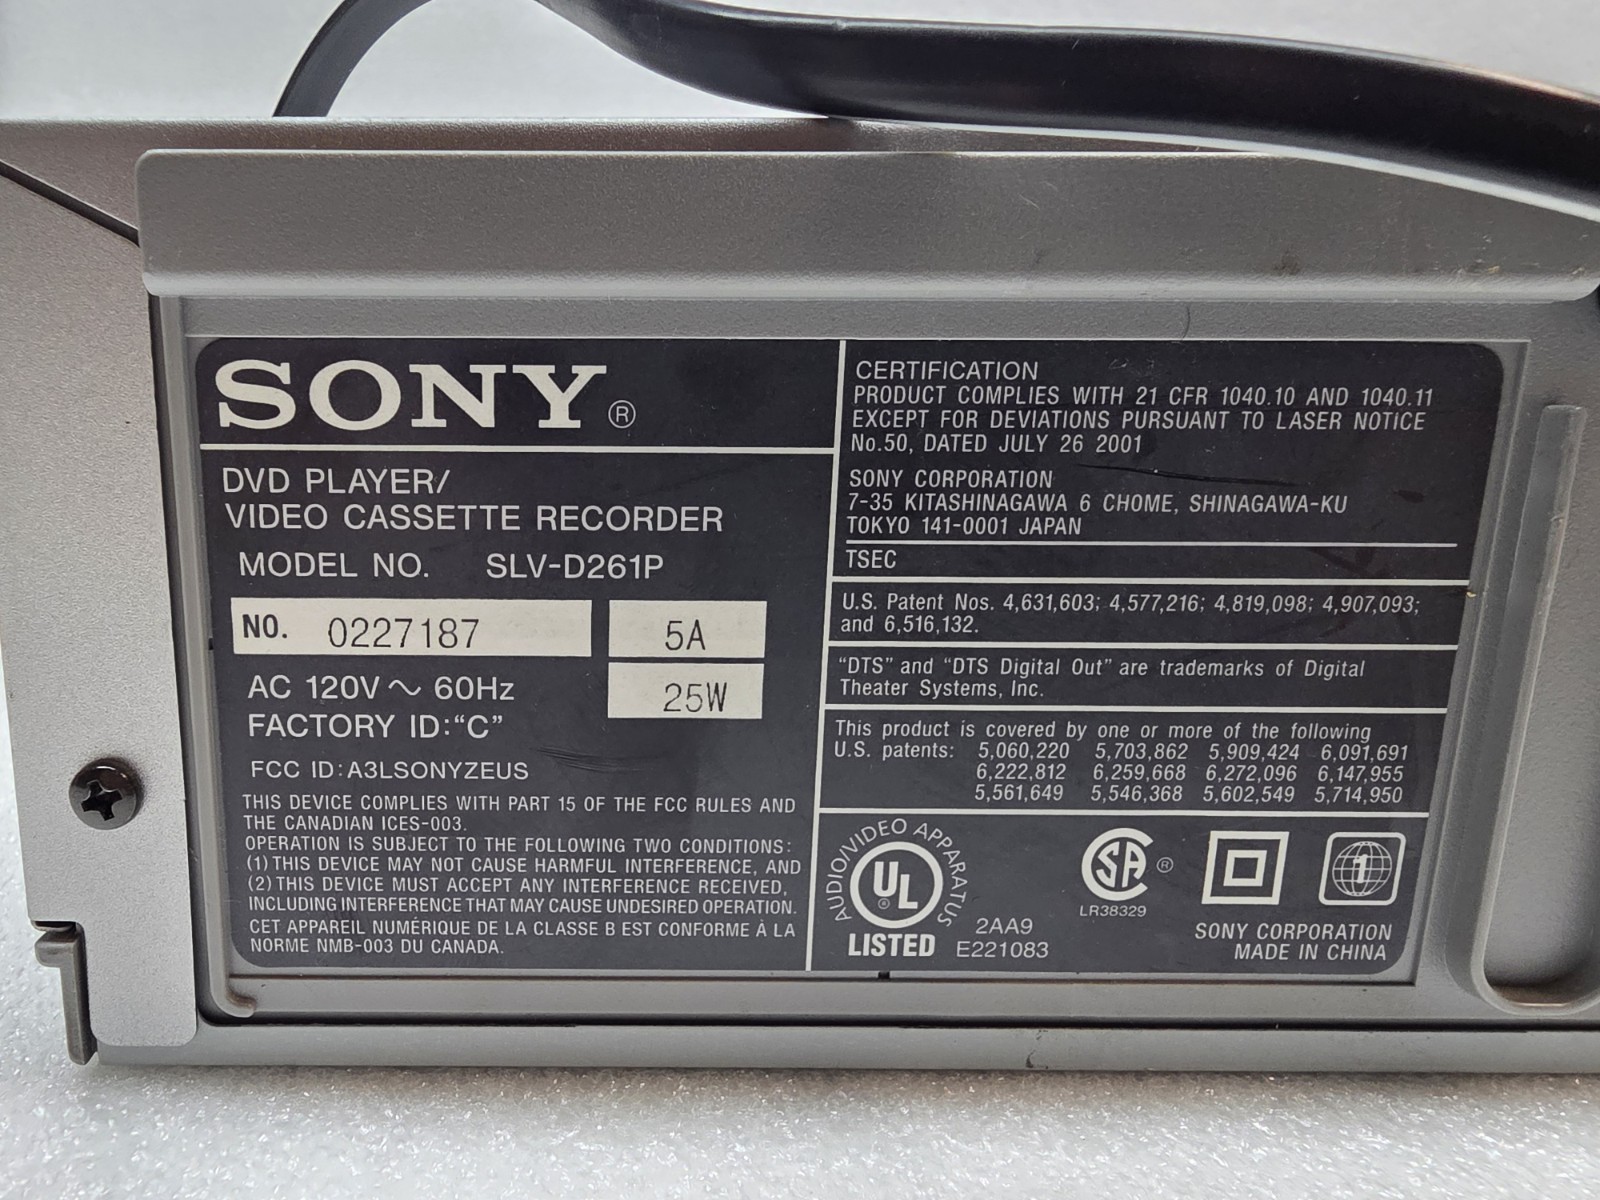 SONY®
DVD PLAYER/
VIDEO CASSETTE RECORDER
MODEL NO. SLV-D261P
NO. 0227187 5A
AC 120V ~ 60Hz 25W
FACTORY ID:“C”
FCC ID:A3LSONYZEUS
THIS DEVICE COMPLIES WITH PART 15 OF THE FCC RULES AND
THE CANADIAN ICES-003.
OPERATION IS SUBJECT TO THE FOLLOWING TWO CONDITIONS:
(1) THIS DEVICE MAY NOT CAUSE HARMFUL INTERFERENCE, AND
(2) THIS DEVICE MUST ACCEPT ANY INTERFERENCE RECEIVED,
INCLUDING INTERFERENCE THAT MAY CAUSE UNDESIRED OPERATION.
CET APPAREIL NUMÉRIQUE DE LA CLASSE B EST CONFORME À LA
NORME NMB-003 DU CANADA.
CERTIFICATION
PRODUCT COMPLIES WITH 21 CFR 1040.10 AND 1040.11
EXCEPT FOR DEVIATIONS PURSUANT TO LASER NOTICE
No.50, DATED JULY 26 2001
SONY CORPORATION
7-35 KITASHINAGAWA 6 CHOME, SHINAGAWA-KU
TOKYO 141-0001 JAPAN
TSEC
U.S. Patent Nos. 4,631,603; 4,577,216; 4,819,098; 4,907,093;
and 6,516,132.
“DTS” and “DTS Digital Out” are trademarks of Digital
Theater Systems, Inc.
This product is covered by one or more of the following
U.S. patents: 5,060,220 5,703,862 5,909,424 6,091,691
6,222,812 6,259,668 6,272,096 6,147,955
5,561,649 5,546,368 5,602,549 5,714,950
AUDIO/VIDEO APPARATUS
UL®
LISTED
2AA9
E221083
SA®
LR38329
1
SONY CORPORATION
MADE IN CHINA